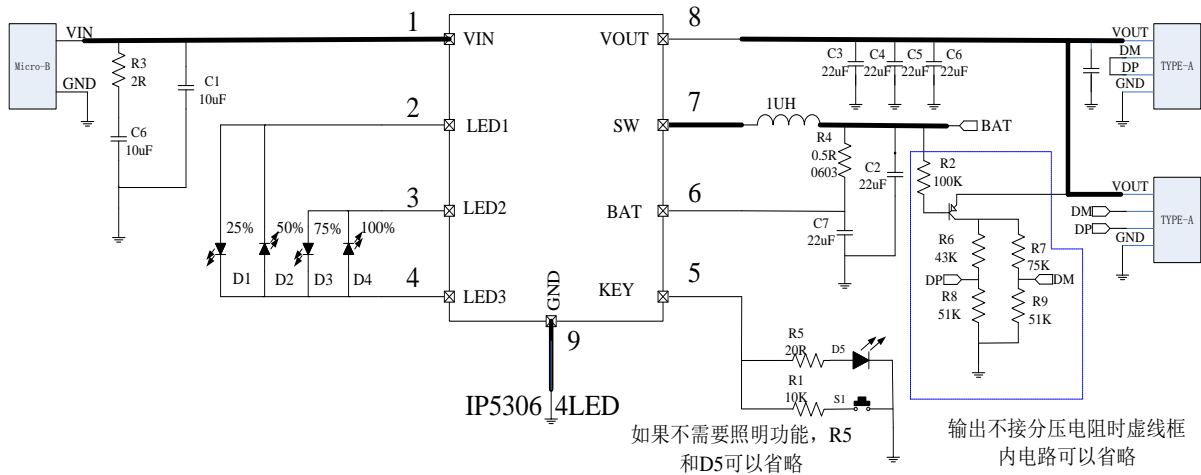 VIN
1
8
VIN
VOUT
Micro-B
GND
R3
2R
C1
10uF
C6
10uF
C3
22uF
C4
22uF
C5
22uF
C6
22uF
VOUT
DM
DP
GND
TYPE-A
2
LED1
7
SW
1UH
BAT
R4
0.5R
0603
C2
22uF
R2
100K
3
LED2
6
BAT
C7
22uF
VOUT
DM
DP
GND
TYPE-A
25%
50%
75%
100%
D1
D2
D3
D4
R6
43K
R7
75K
DP
DM
R8
51K
R9
51K
4
LED3
5
KEY
GND
9
R5
20R
D5
R1
10K
S1
IP5306 4LED
如果不需要照明功能，R5
和D5可以省略
输出不接分压电阻时虚线框
内电路可以省略